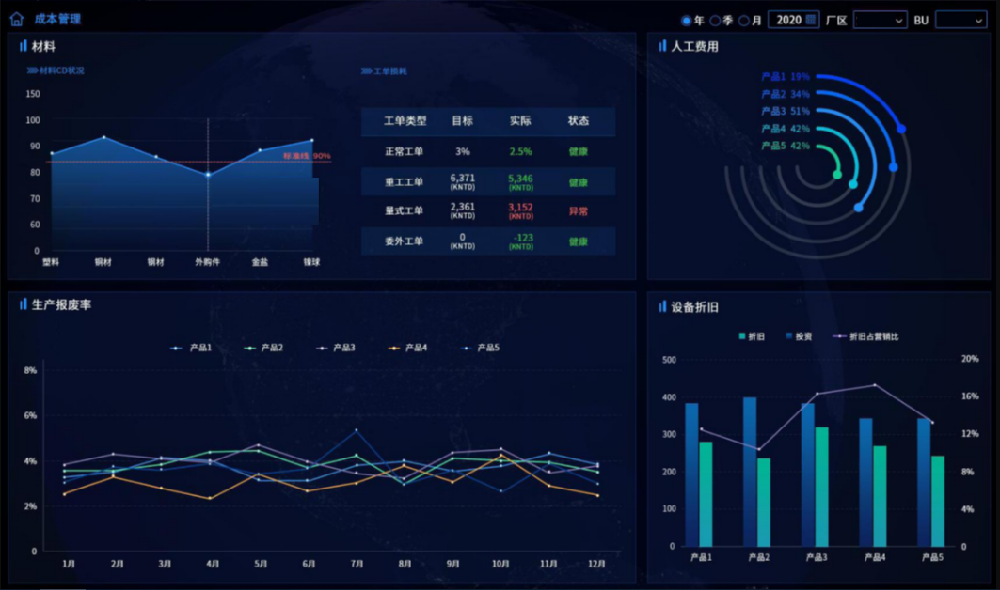 成本管理
年 季 月 2020 厂区 BU
材料
材料CD状况
150
100
90
80
70
60
0
标准线 90%
塑料 铜材 钢材 外购件 金盐 镍球
工单损耗
工单类型 目标 实际 状态
正常工单 3% 2.5% 健康
重工工单 6,371 (KNTD) 5,346 (KNTD) 健康
量式工单 2,361 (KNTD) 3,152 (KNTD) 异常
委外工单 0 (KNTD) -123 (KNTD) 健康
人工费用
产品1 19%
产品2 34%
产品3 51%
产品4 42%
产品5 42%
生产报废率
产品1 产品2 产品3 产品4 产品5
8%
6%
4%
2%
0
1月 2月 3月 4月 5月 6月 7月 8月 9月 10月 11月 12月
设备折旧
折旧 投资 折旧占营销比
500 20%
400 16%
300 12%
200 8%
100 4%
0 0
产品1 产品2 产品3 产品4 产品5